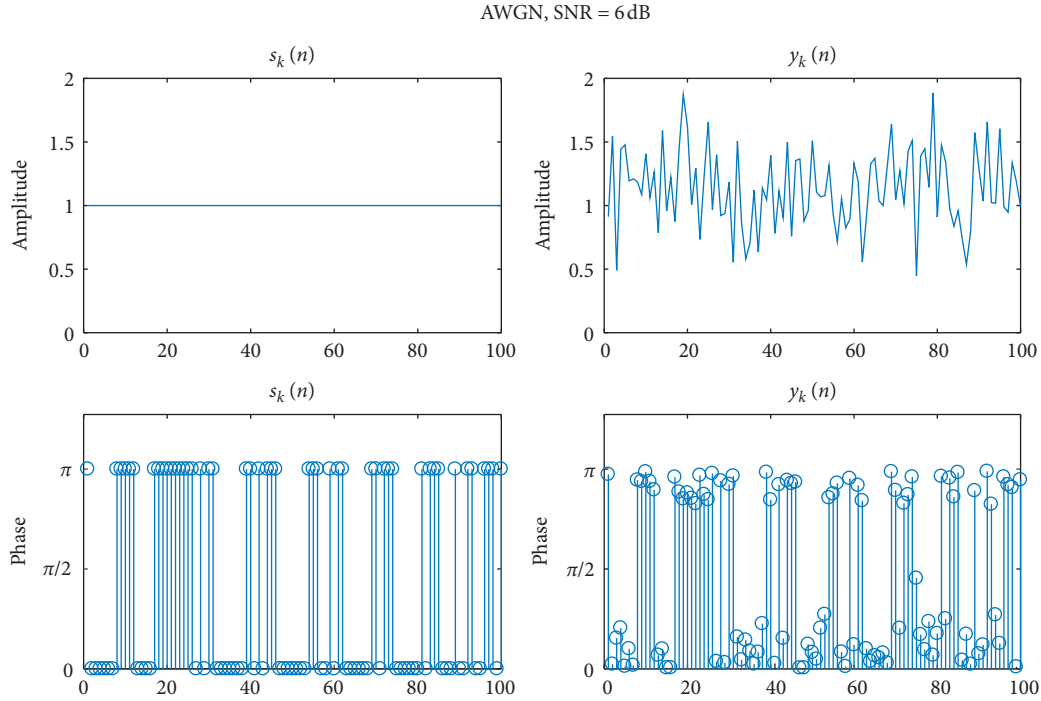 AWGN, SNR = 6 dB
s_k (n)
Amplitude
2
1.5
1
0.5
0
0 20 40 60 80 100
y_k (n)
Amplitude
2
1.5
1
0.5
0
0 20 40 60 80 100
s_k (n)
Phase
π
π/2
0
0 20 40 60 80 100
y_k (n)
Phase
π
π/2
0
0 20 40 60 80 100